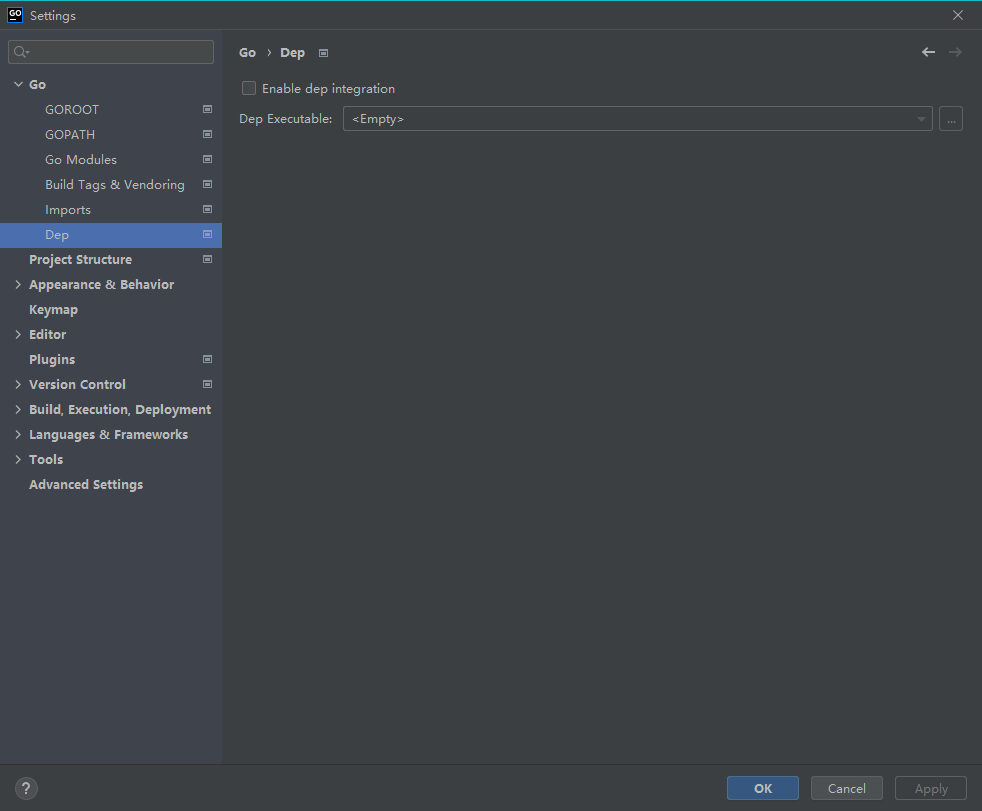 GO Settings
Go
GOROOT
GOPATH
Go Modules
Build Tags & Vendoring
Imports
Dep
Project Structure
Appearance & Behavior
Keymap
Editor
Plugins
Version Control
Build, Execution, Deployment
Languages & Frameworks
Tools
Advanced Settings
Go › Dep
Enable dep integration
Dep Executable: <Empty> ...
? OK Cancel Apply